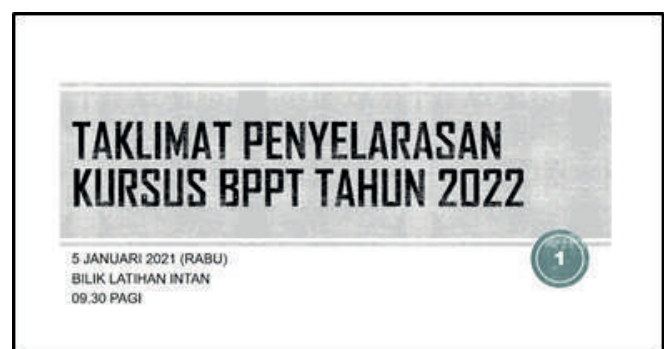 TAKLIMAT PENYELARASAN
KURSUS BPPT TAHUN 2022
5 JANUARI 2021 (RABU)
BILIK LATIHAN INTAN
09.30 PAGI
1